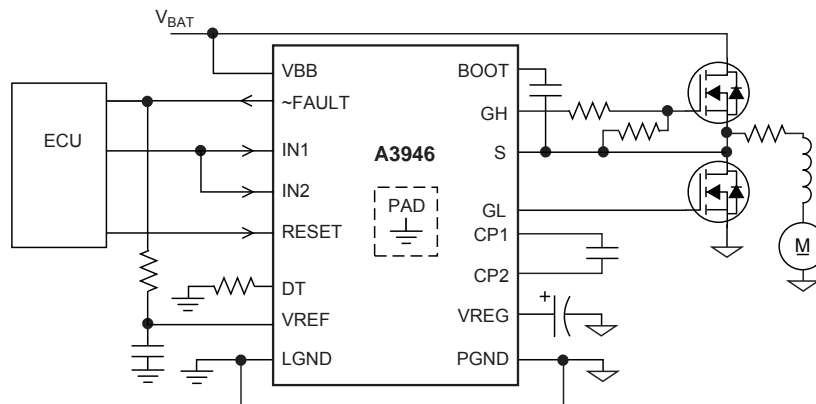 VBAT
VBB
BOOT
~FAULT
GH
ECU
IN1
A3946
S
IN2
PAD
GL
RESET
CP1
DT
CP2
VREF
+
VREG
LGND
PGND
M